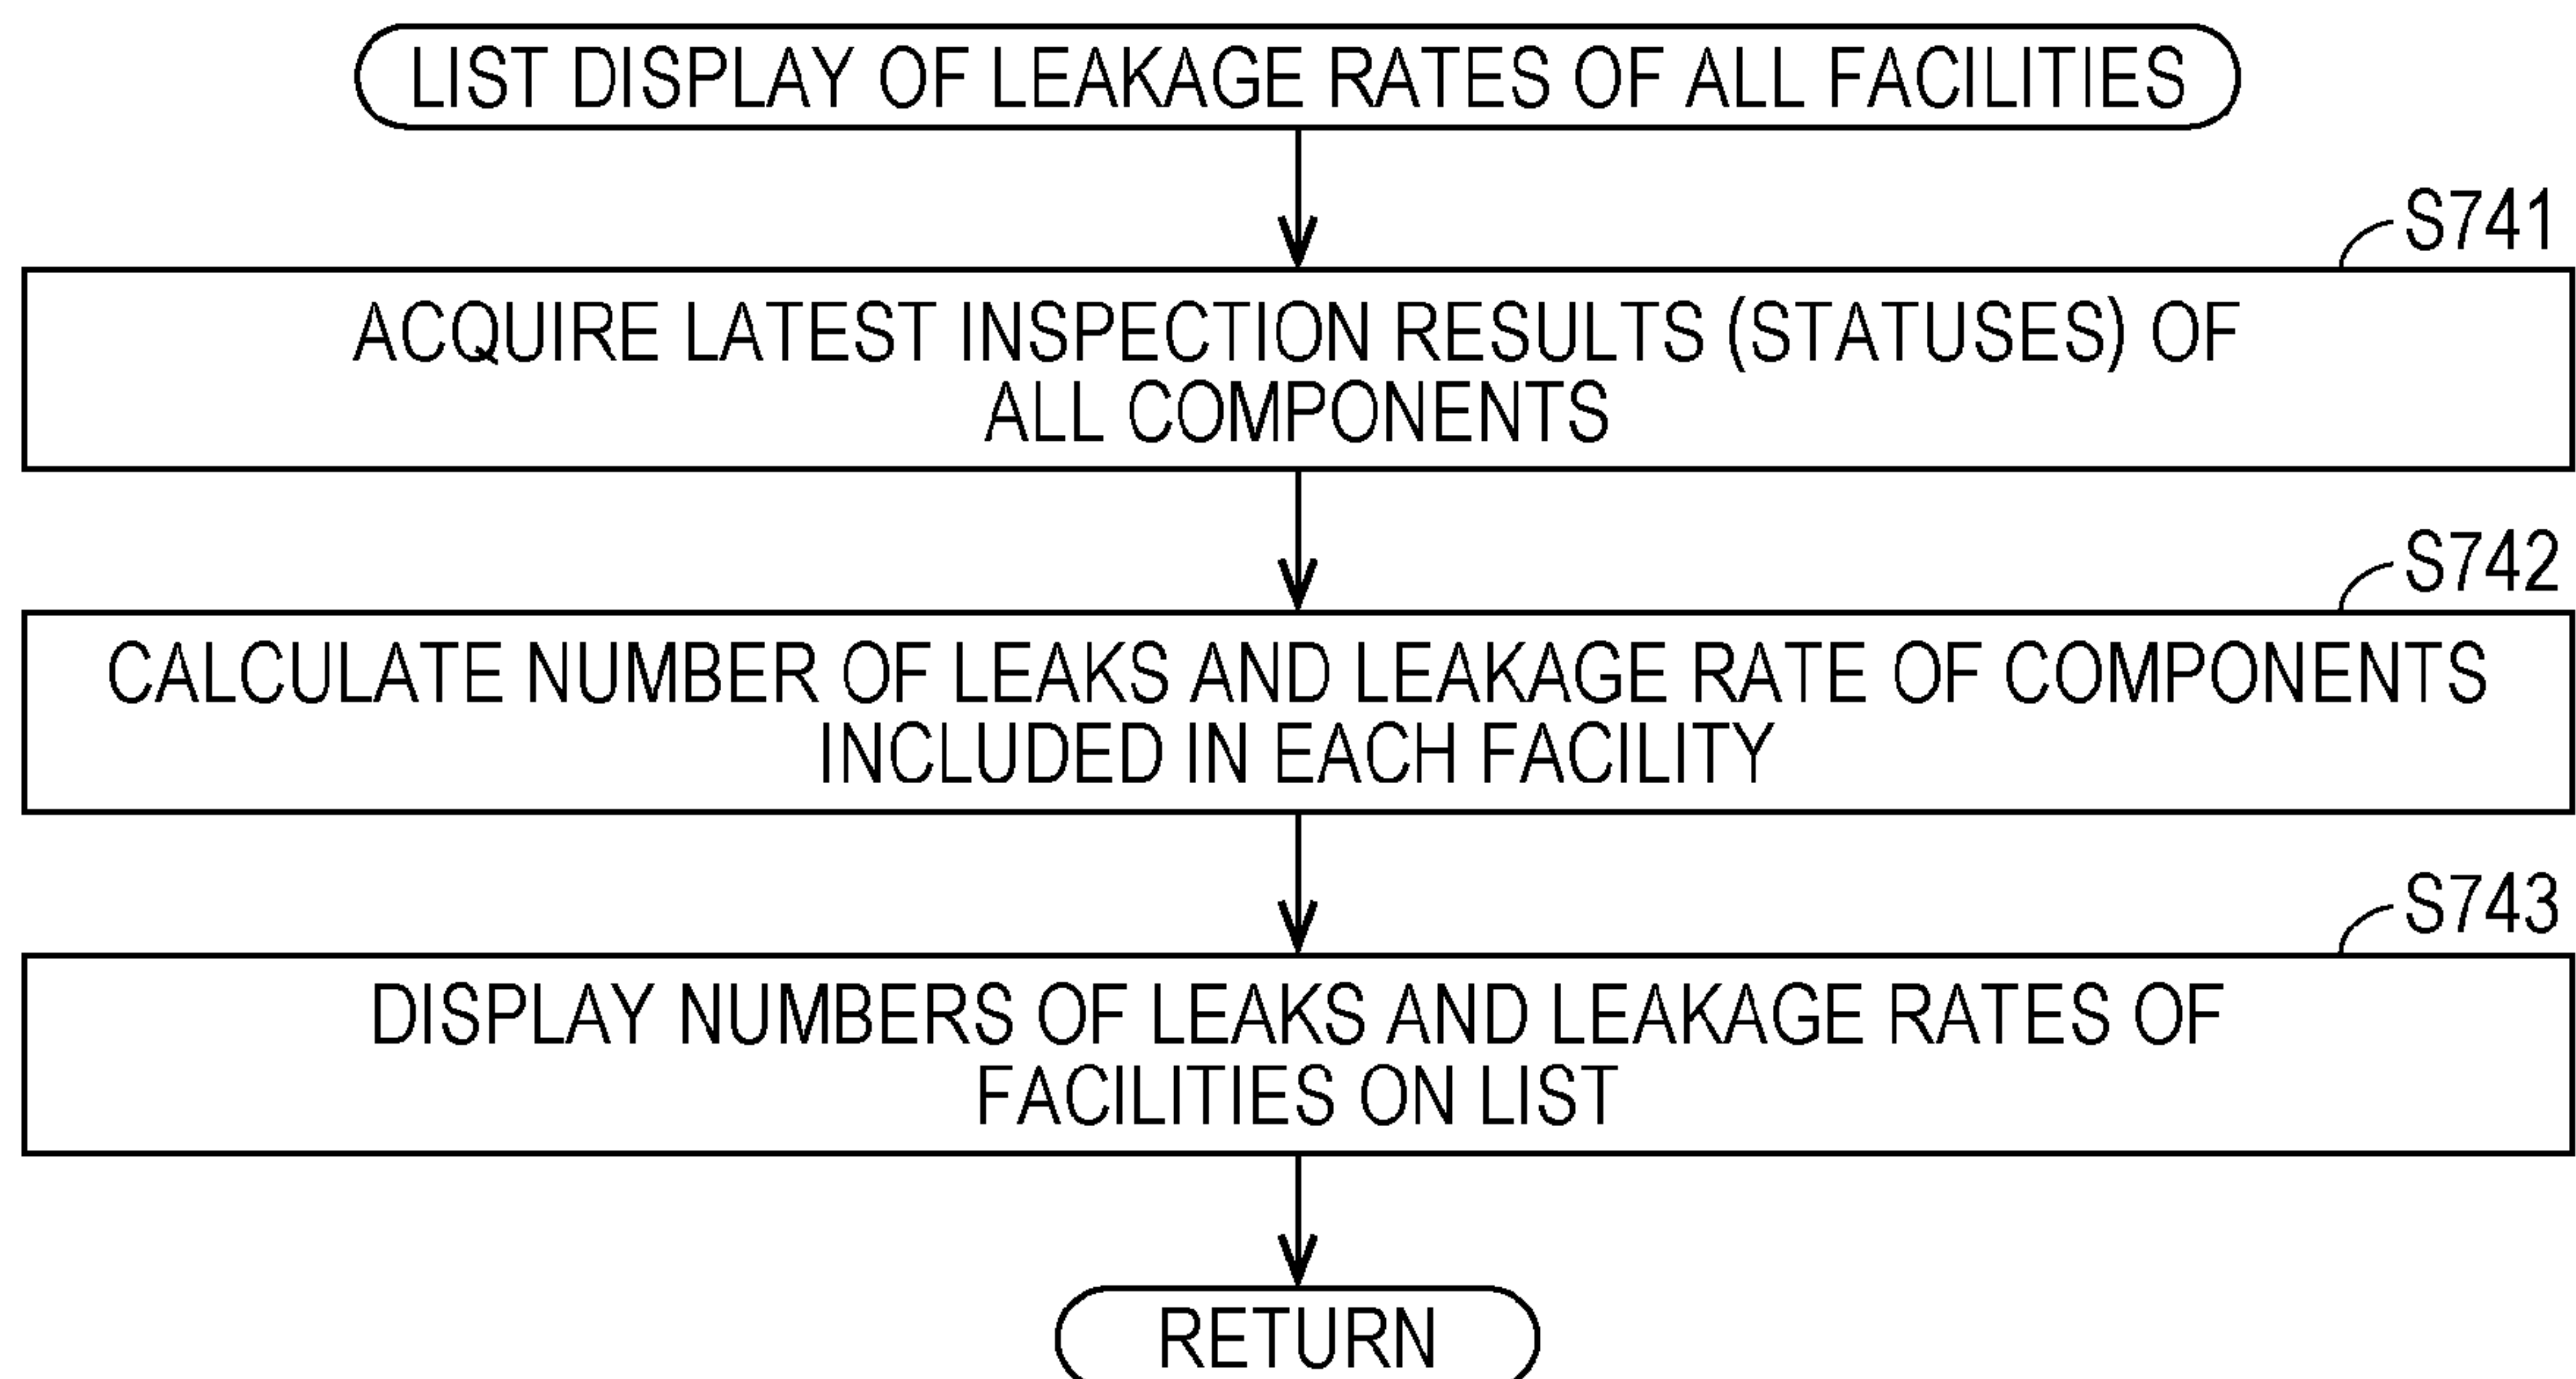 LIST DISPLAY OF LEAKAGE RATES OF ALL FACILITIES
S741
ACQUIRE LATEST INSPECTION RESULTS (STATUSES) OF
ALL COMPONENTS
S742
CALCULATE NUMBER OF LEAKS AND LEAKAGE RATE OF COMPONENTS
INCLUDED IN EACH FACILITY
S743
DISPLAY NUMBERS OF LEAKS AND LEAKAGE RATES OF
FACILITIES ON LIST
RETURN